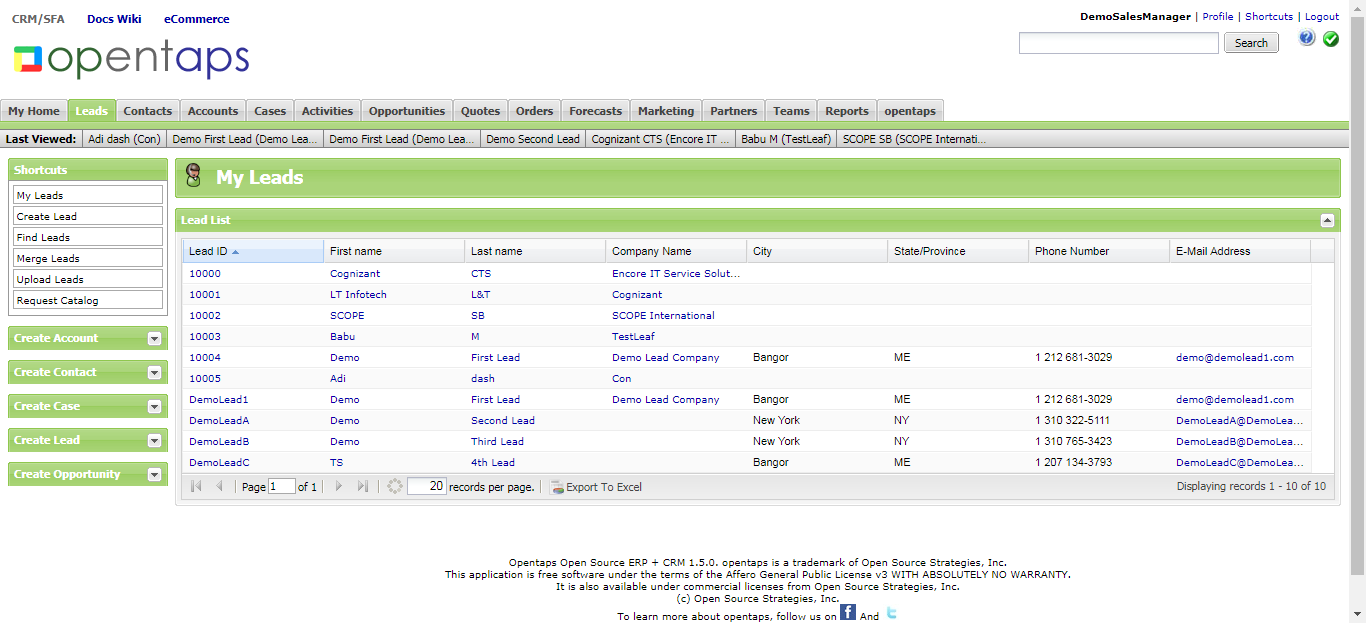 CRM/SFA Docs Wiki eCommerce
DemoSalesManager | Profile | Shortcuts | Logout
opentaps
Search
My Home Leads Contacts Accounts Cases Activities Opportunities Quotes Orders Forecasts Marketing Partners Teams Reports opentaps
Last Viewed: Adi dash (Con) Demo First Lead (Demo Lea... Demo First Lead (Demo Lea... Demo Second Lead Cognizant CTS (Encore IT ... Babu M (TestLeaf) SCOPE SB (SCOPE Internati...
Shortcuts
My Leads
Create Lead
Find Leads
Merge Leads
Upload Leads
Request Catalog
Create Account
Create Contact
Create Case
Create Lead
Create Opportunity
My Leads
Lead List
Lead ID First name Last name Company Name City State/Province Phone Number E-Mail Address
10000 Cognizant CTS Encore IT Service Solut...
10001 LT Infotech L&T Cognizant
10002 SCOPE SB SCOPE International
10003 Babu M TestLeaf
10004 Demo First Lead Demo Lead Company Bangor ME 1 212 681-3029 demo@demolead1.com
10005 Adi dash Con
DemoLead1 Demo First Lead Demo Lead Company Bangor ME 1 212 681-3029 demo@demolead1.com
DemoLeadA Demo Second Lead New York NY 1 310 322-5111 DemoLeadA@DemoLea...
DemoLeadB Demo Third Lead New York NY 1 310 765-3423 DemoLeadB@DemoLea...
DemoLeadC TS 4th Lead Bangor ME 1 207 134-3793 DemoLeadC@DemoLea...
Page 1 of 1 20 records per page. Export To Excel Displaying records 1 - 10 of 10
Opentaps Open Source ERP + CRM 1.5.0. opentaps is a trademark of Open Source Strategies, Inc.
This application is free software under the terms of the Affero General Public License v3 WITH ABSOLUTELY NO WARRANTY.
It is also available under commercial licenses from Open Source Strategies, Inc.
(c) Open Source Strategies, Inc.
To learn more about opentaps, follow us on f And t